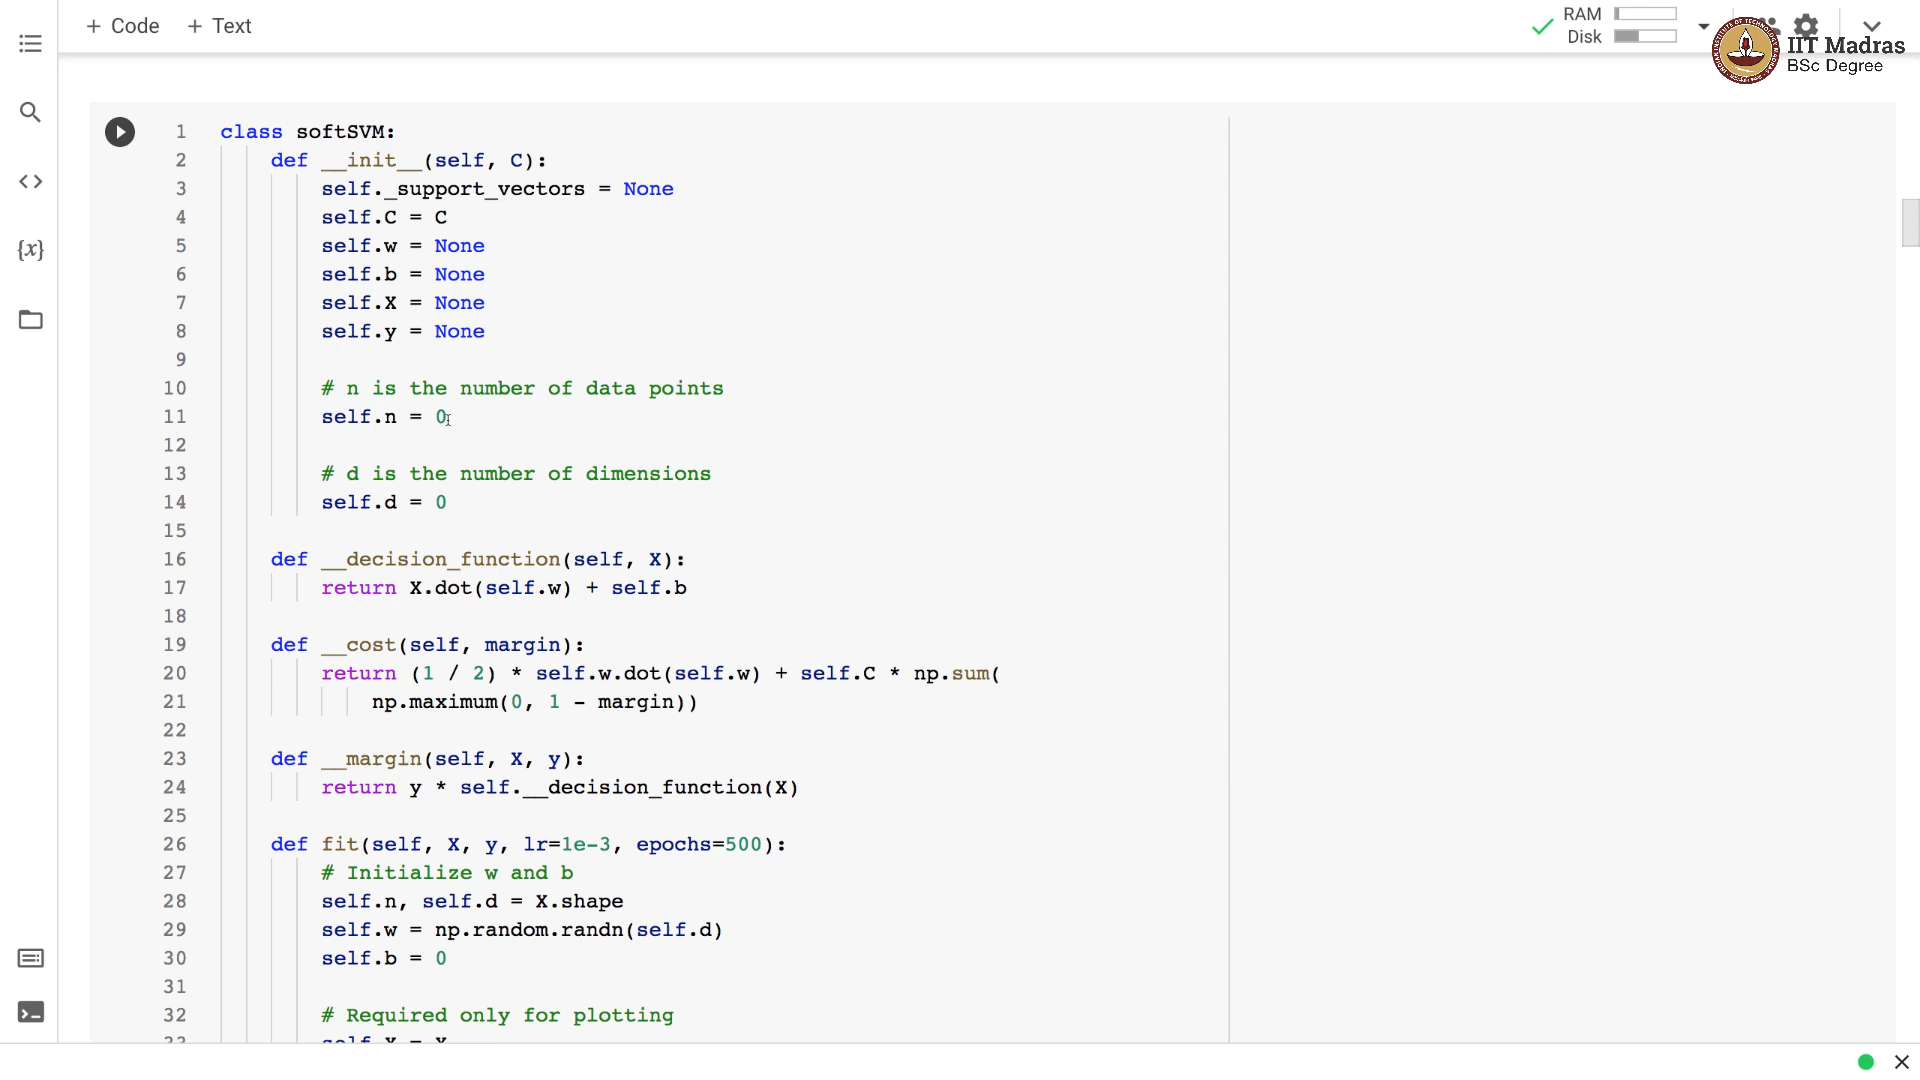 + Code + Text
RAM
Disk
IIT Madras
BSc Degree
1 class softSVM:
2 def __init__(self, C):
3 self._support_vectors = None
4 self.C = C
5 self.w = None
6 self.b = None
7 self.X = None
8 self.y = None
9
10 # n is the number of data points
11 self.n = 0
12
13 # d is the number of dimensions
14 self.d = 0
15
16 def __decision_function(self, X):
17 return X.dot(self.w) + self.b
18
19 def __cost(self, margin):
20 return (1 / 2) * self.w.dot(self.w) + self.C * np.sum(
21 np.maximum(0, 1 - margin))
22
23 def __margin(self, X, y):
24 return y * self.__decision_function(X)
25
26 def fit(self, X, y, lr=1e-3, epochs=500):
27 # Initialize w and b
28 self.n, self.d = X.shape
29 self.w = np.random.randn(self.d)
30 self.b = 0
31
32 # Required only for plotting
33 self.X = X